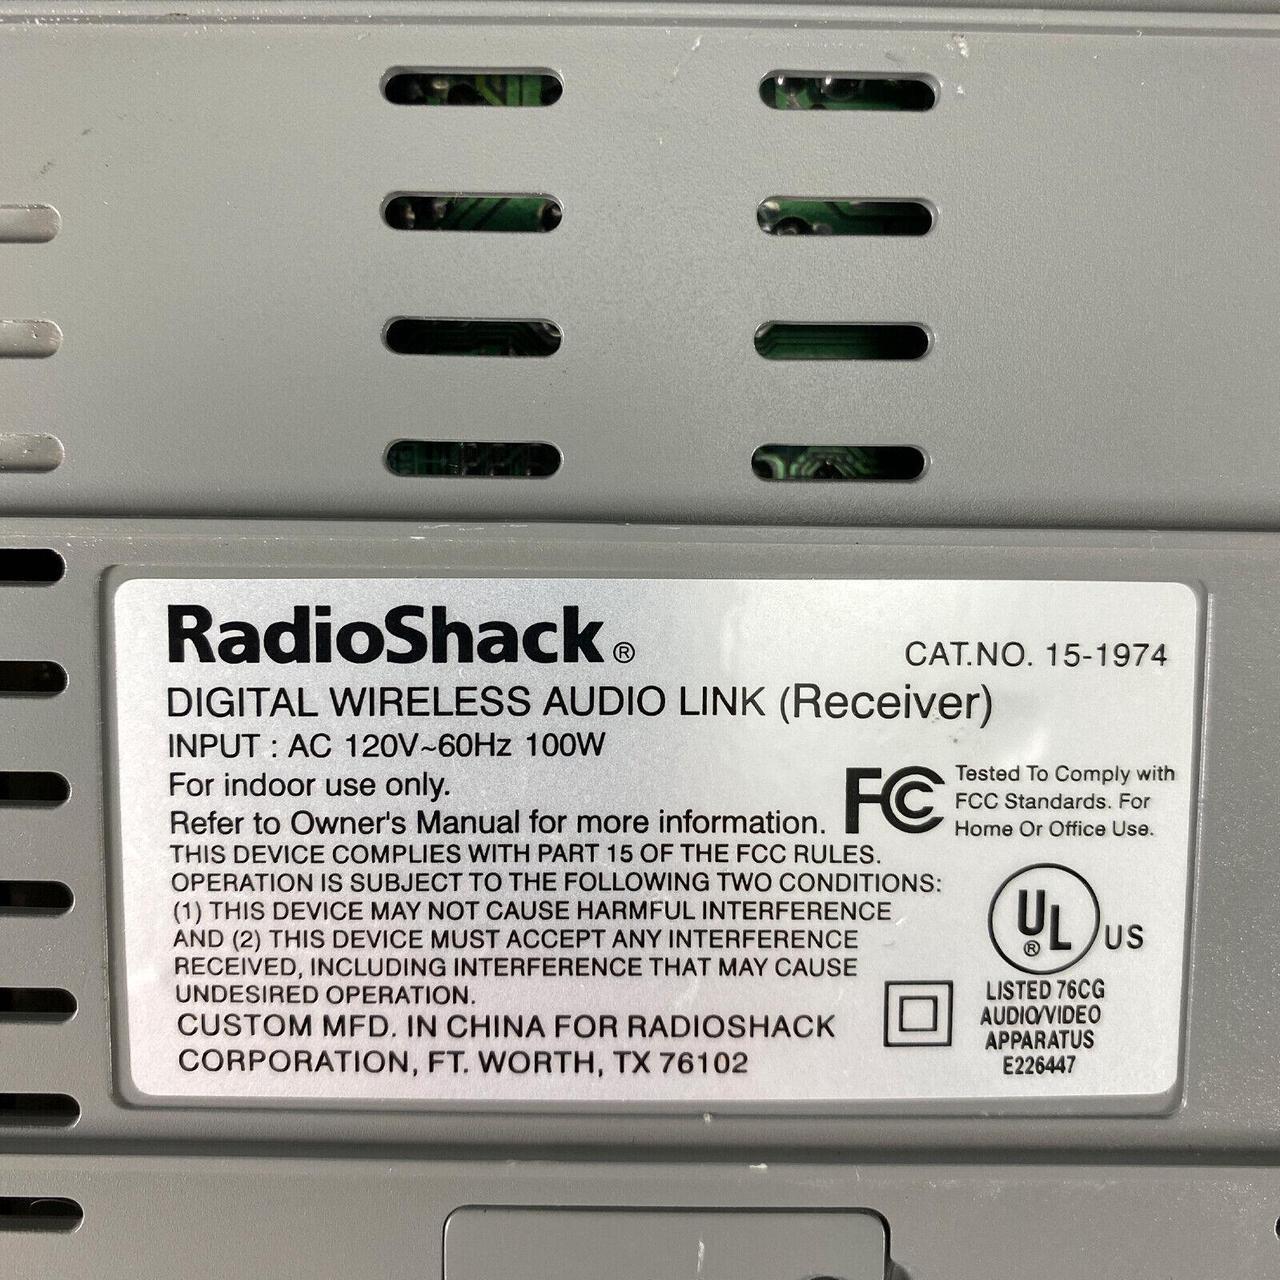 RadioShack®
CAT.NO. 15-1974
DIGITAL WIRELESS AUDIO LINK (Receiver)
INPUT : AC 120V~60Hz 100W
For indoor use only.
Refer to Owner's Manual for more information.
FC Tested To Comply with
FCC Standards. For
Home Or Office Use.
THIS DEVICE COMPLIES WITH PART 15 OF THE FCC RULES.
OPERATION IS SUBJECT TO THE FOLLOWING TWO CONDITIONS:
(1) THIS DEVICE MAY NOT CAUSE HARMFUL INTERFERENCE
AND (2) THIS DEVICE MUST ACCEPT ANY INTERFERENCE
RECEIVED, INCLUDING INTERFERENCE THAT MAY CAUSE
UNDESIRED OPERATION.
CUSTOM MFD. IN CHINA FOR RADIOSHACK
CORPORATION, FT. WORTH, TX 76102
UL® US
LISTED 76CG
AUDIO/VIDEO
APPARATUS
E226447